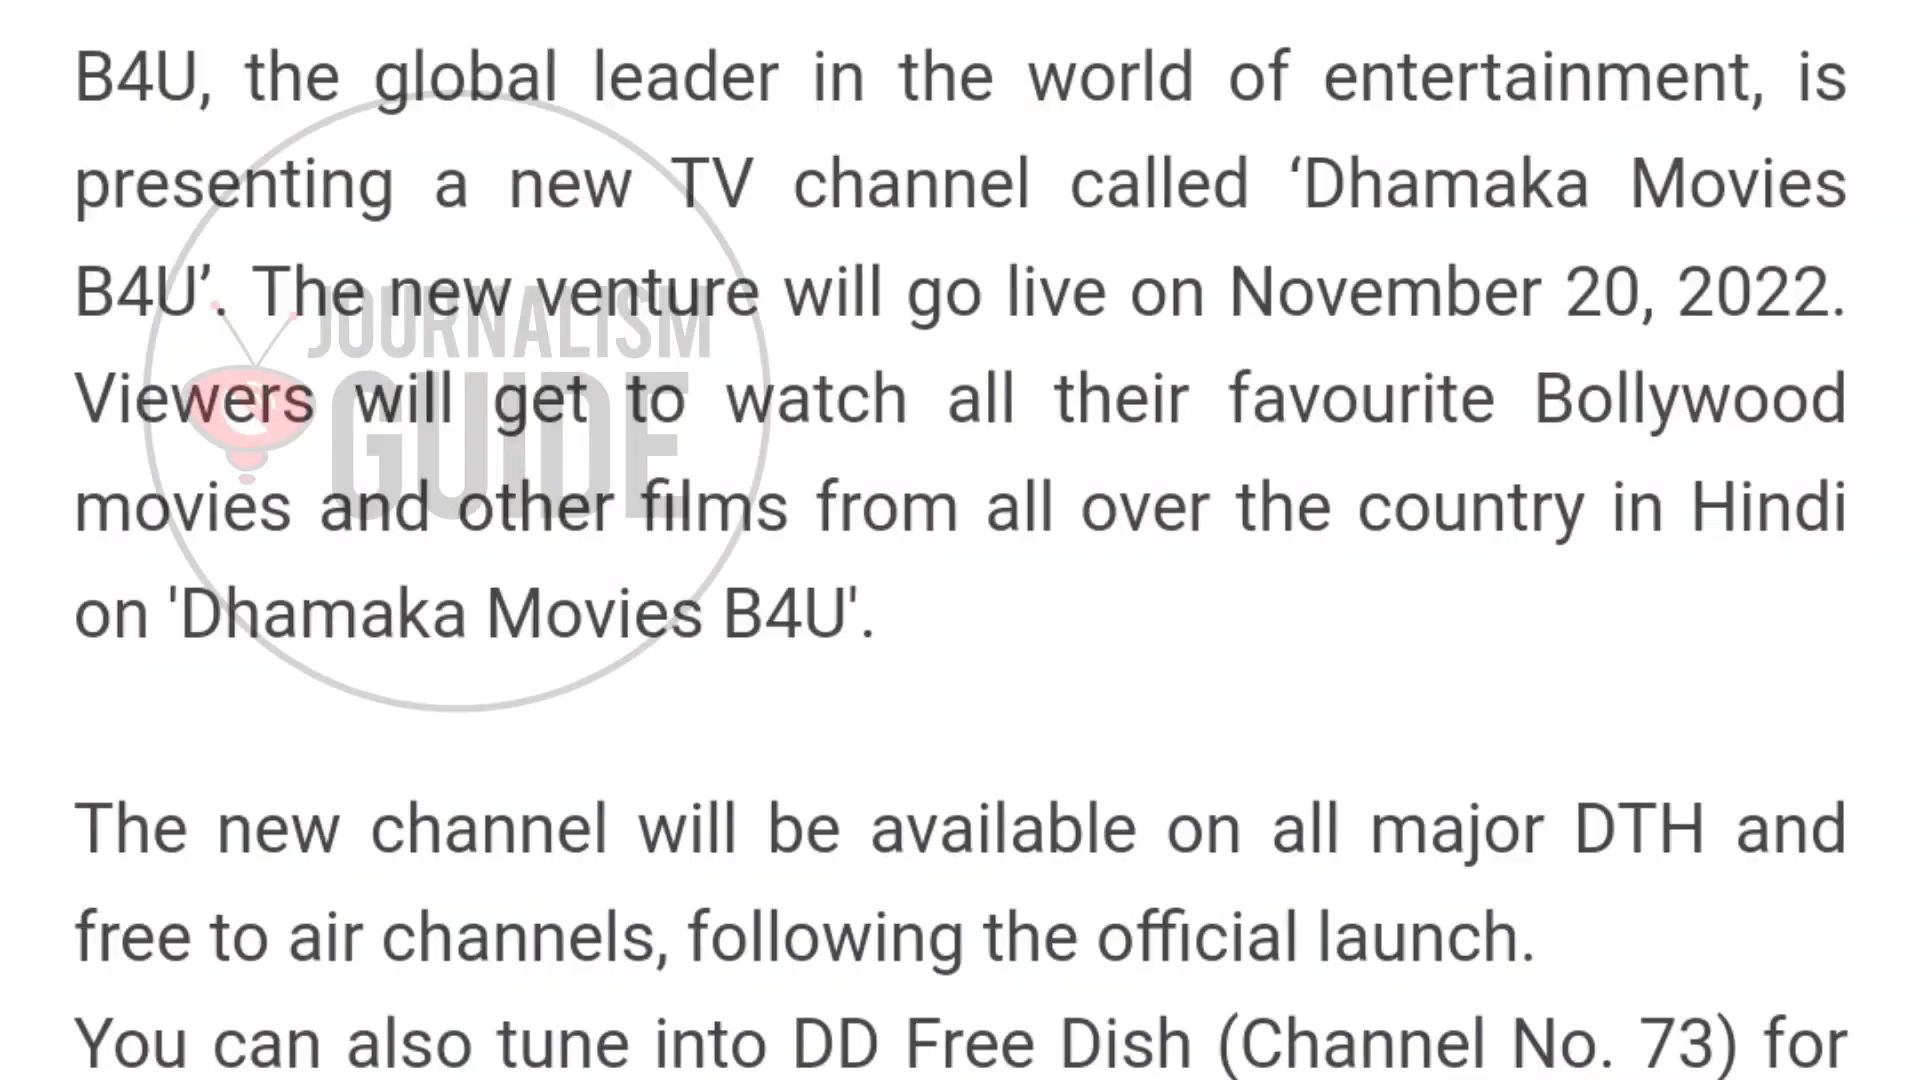 B4U, the global leader in the world of entertainment, is
presenting a new TV channel called ‘Dhamaka Movies
B4U’. The new venture will go live on November 20, 2022.
JOURNALISM
Viewers will get to watch all their favourite Bollywood
GUIDE
movies and other films from all over the country in Hindi
on 'Dhamaka Movies B4U'.
The new channel will be available on all major DTH and
free to air channels, following the official launch.
You can also tune into DD Free Dish (Channel No. 73) for